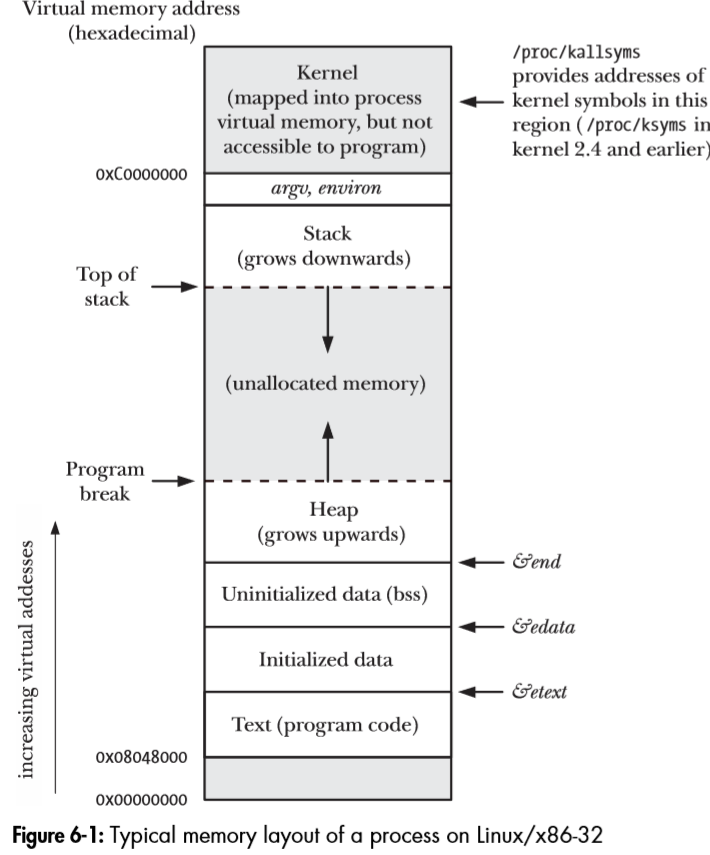 Virtual memory address
(hexadecimal)
/proc/kallsyms
provides addresses of
kernel symbols in this
region (/proc/ksyms in
kernel 2.4 and earlier)
Kernel
(mapped into process
virtual memory, but not
accessible to program)
0xC0000000
argv, environ
Stack
(grows downwards)
Top of
stack
(unallocated memory)
Program
break
Heap
(grows upwards)
&end
Uninitialized data (bss)
&edata
Initialized data
&etext
Text (program code)
0x08048000
0x00000000
increasing virtual addesses
Figure 6-1: Typical memory layout of a process on Linux/x86-32